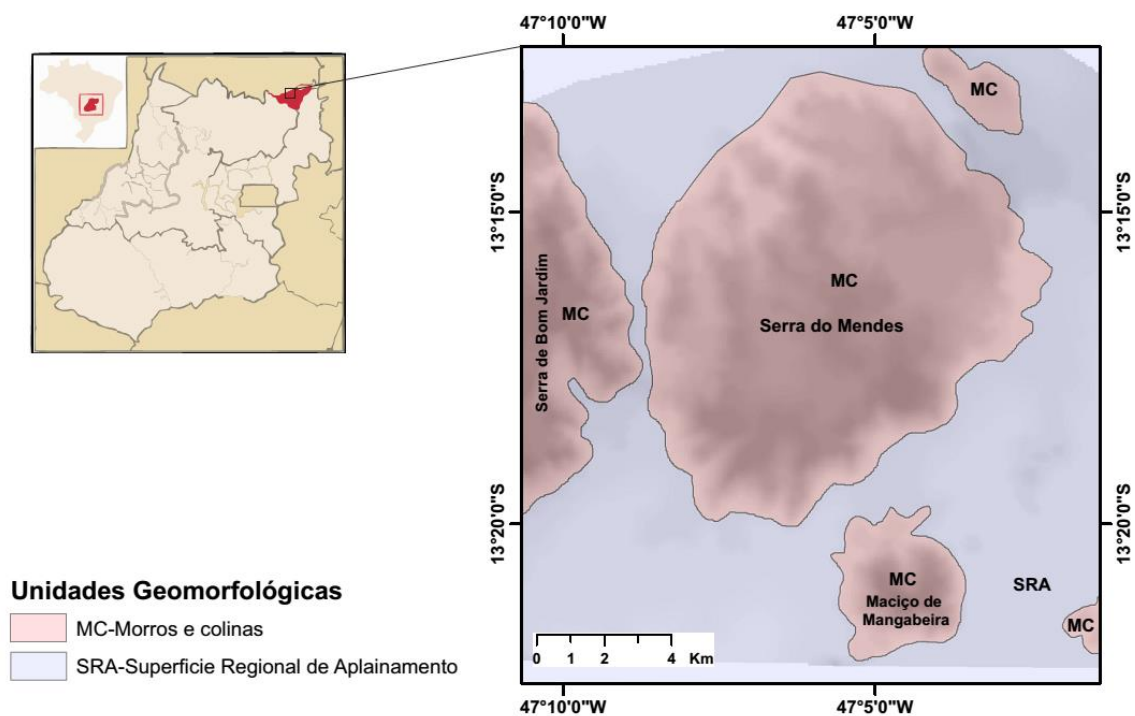 47°10'0"W
47°5'0"W
MC
13°15'0"S
13°15'0"S
Serra de Bom Jardim
MC
MC
Serra do Mendes
13°20'0"S
13°20'0"S
MC
Maciço de
Mangabeira
SRA
MC
0 1 2 4 Km
47°10'0"W
47°5'0"W
Unidades Geomorfológicas
MC-Morros e colinas
SRA-Superficie Regional de Aplainamento